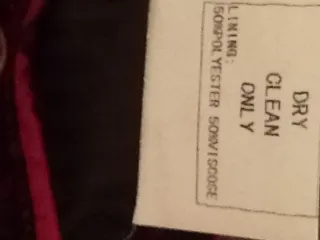 DRY
CLEAN
ONLY
LINING:
50%POLYESTER 50%VISCOSE